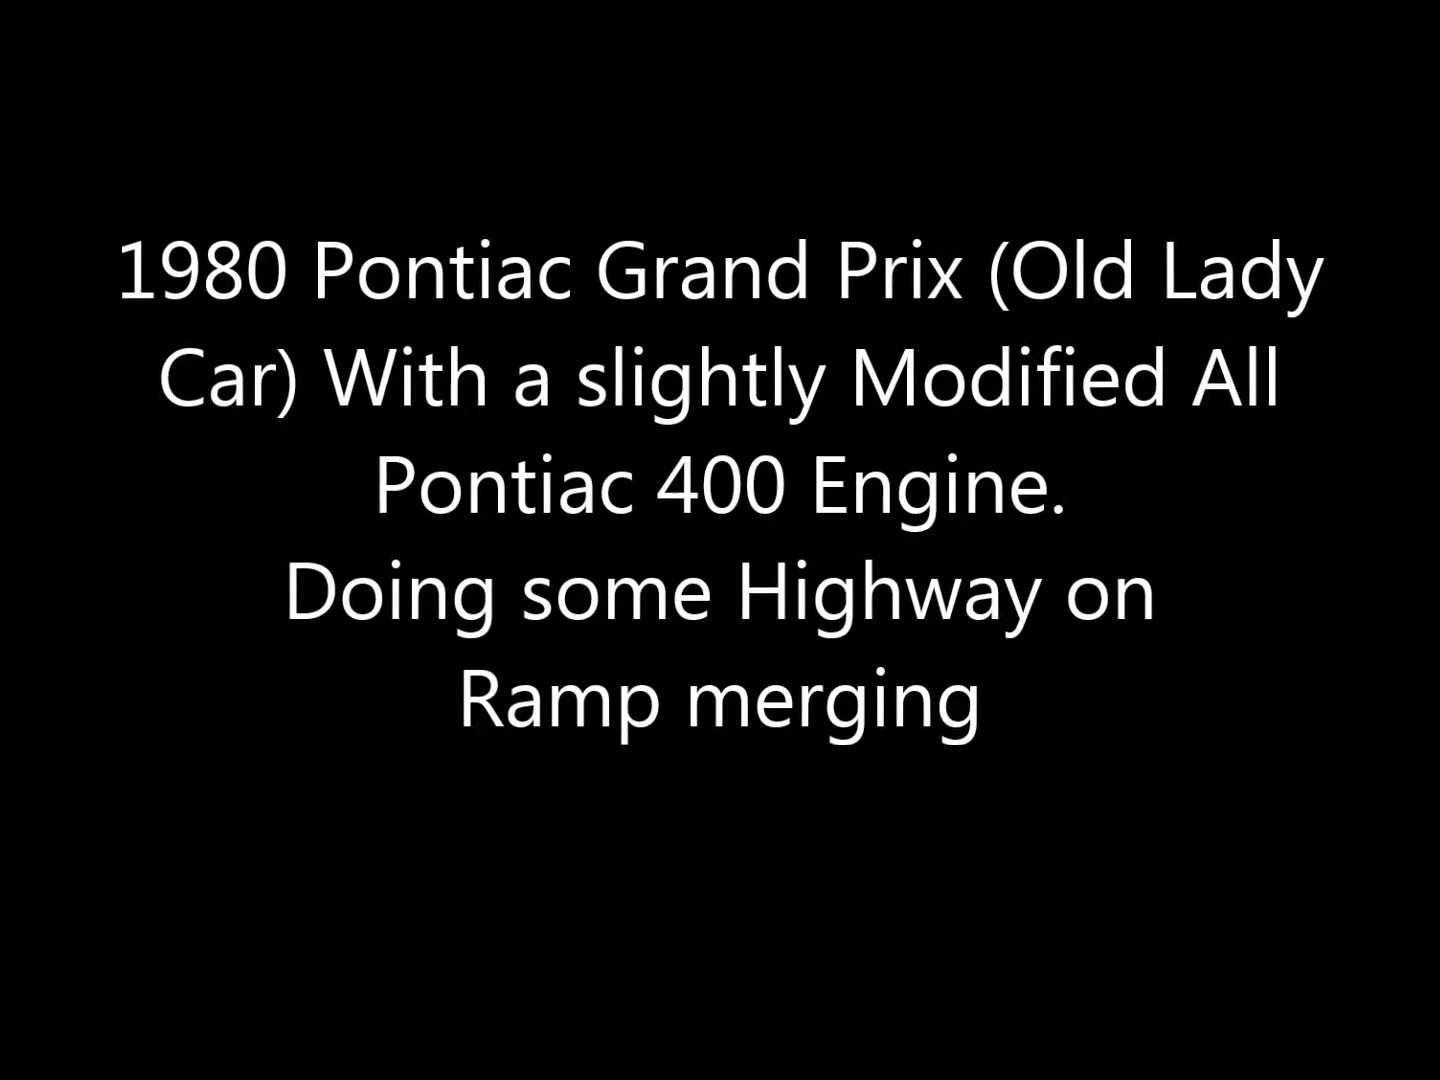 1980 Pontiac Grand Prix (Old Lady
Car) With a slightly Modified All
Pontiac 400 Engine.
Doing some Highway on
Ramp merging